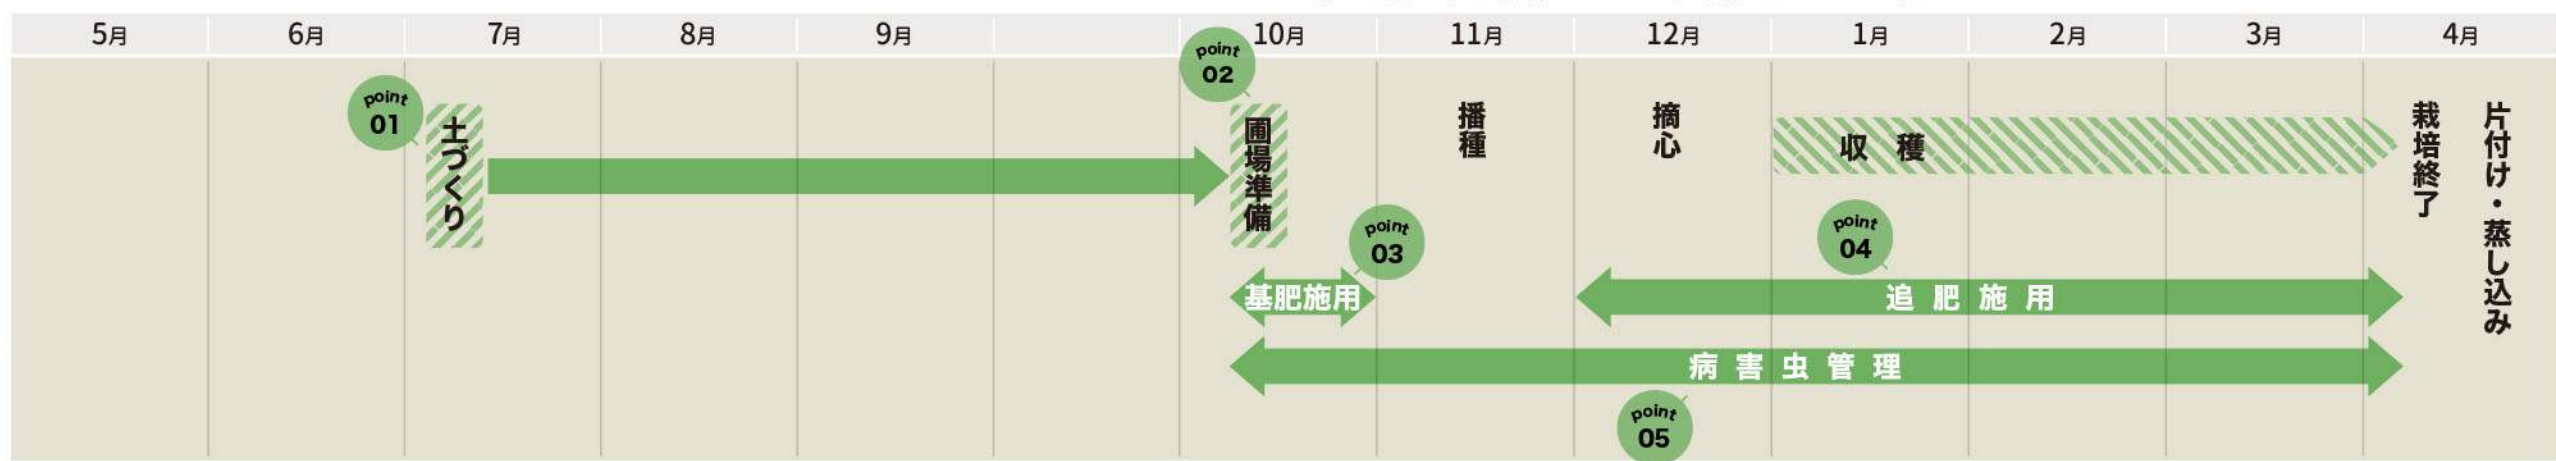 5月 6月 7月 8月 9月 10月 11月 12月 1月 2月 3月 4月
point
01
土づくり
point
02
圃場準備
播種
摘心
収穫
栽培終了
片付け・蒸し込み
point
03
基肥施用
point
04
追肥施用
病害虫管理
point
05